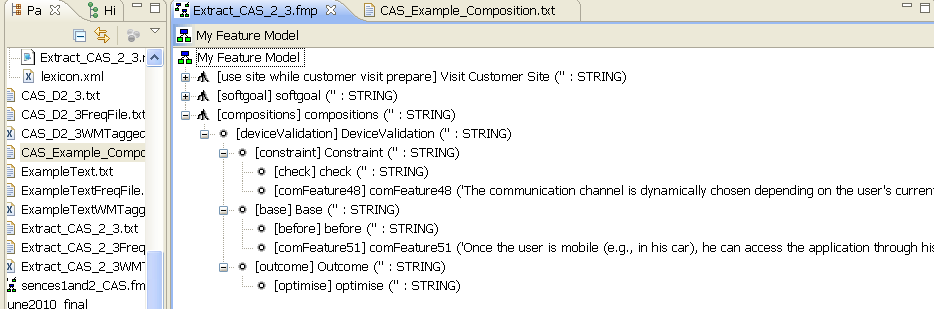 Pa
Hi
Extract_CAS_2_3.fmp
CAS_Example_Composition.txt
My Feature Model
Extract_CAS_2_3.
lexicon.xml
CAS_D2_3.txt
CAS_D2_3FreqFile.txt
CAS_D2_3WMTagged
CAS_Example_Compo
ExampleText.txt
ExampleTextFreqFile.
ExampleTextWMTagg
Extract_CAS_2_3.txt
Extract_CAS_2_3Freq
Extract_CAS_2_3WMT
sences1and2_CAS.fm
une2010_final
My Feature Model
[use site while customer visit prepare] Visit Customer Site ('' : STRING)
[softgoal] softgoal ('' : STRING)
[compositions] compositions ('' : STRING)
[deviceValidation] DeviceValidation ('' : STRING)
[constraint] Constraint ('' : STRING)
[check] check ('' : STRING)
[comFeature48] comFeature48 ('The communication channel is dynamically chosen depending on the user's current
[base] Base ('' : STRING)
[before] before ('' : STRING)
[comFeature51] comFeature51 ('Once the user is mobile (e.g., in his car), he can access the application through his
[outcome] Outcome ('' : STRING)
[optimise] optimise ('' : STRING)